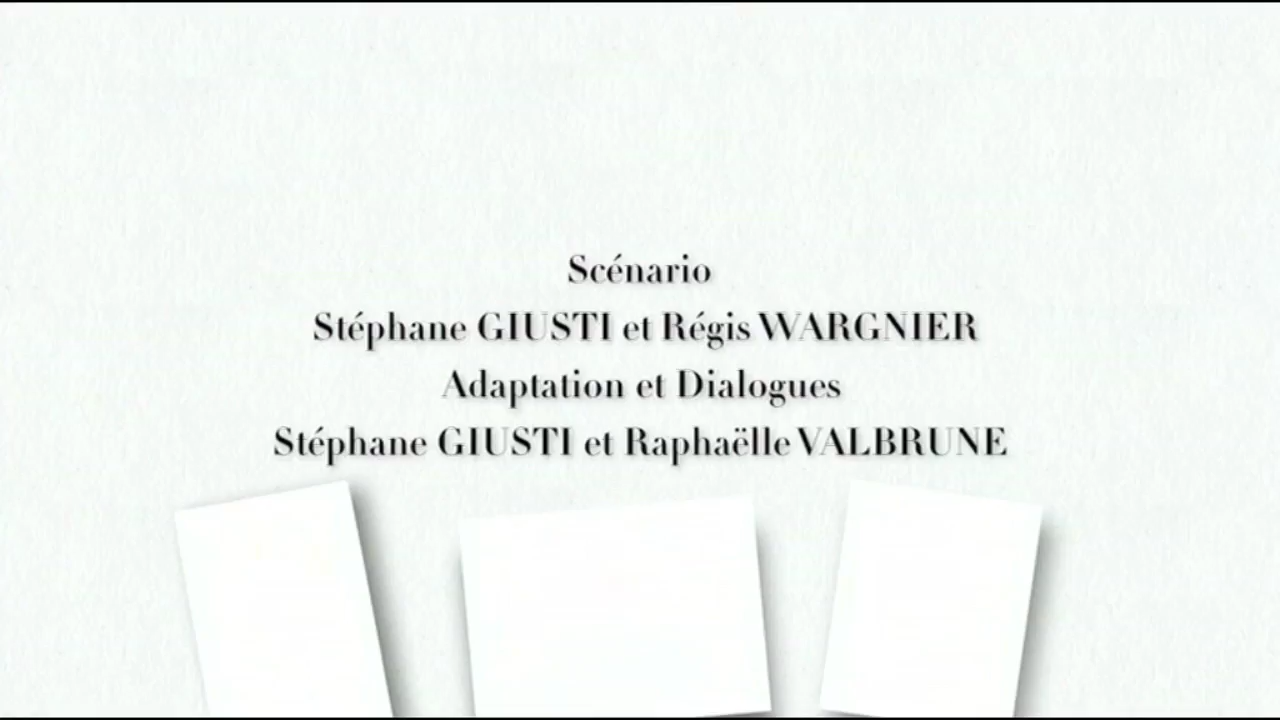 Scénario
Stéphane GIUSTI et Régis WARGNIER
Adaptation et Dialogues
Stéphane GIUSTI et Raphaëlle VALBRUNE